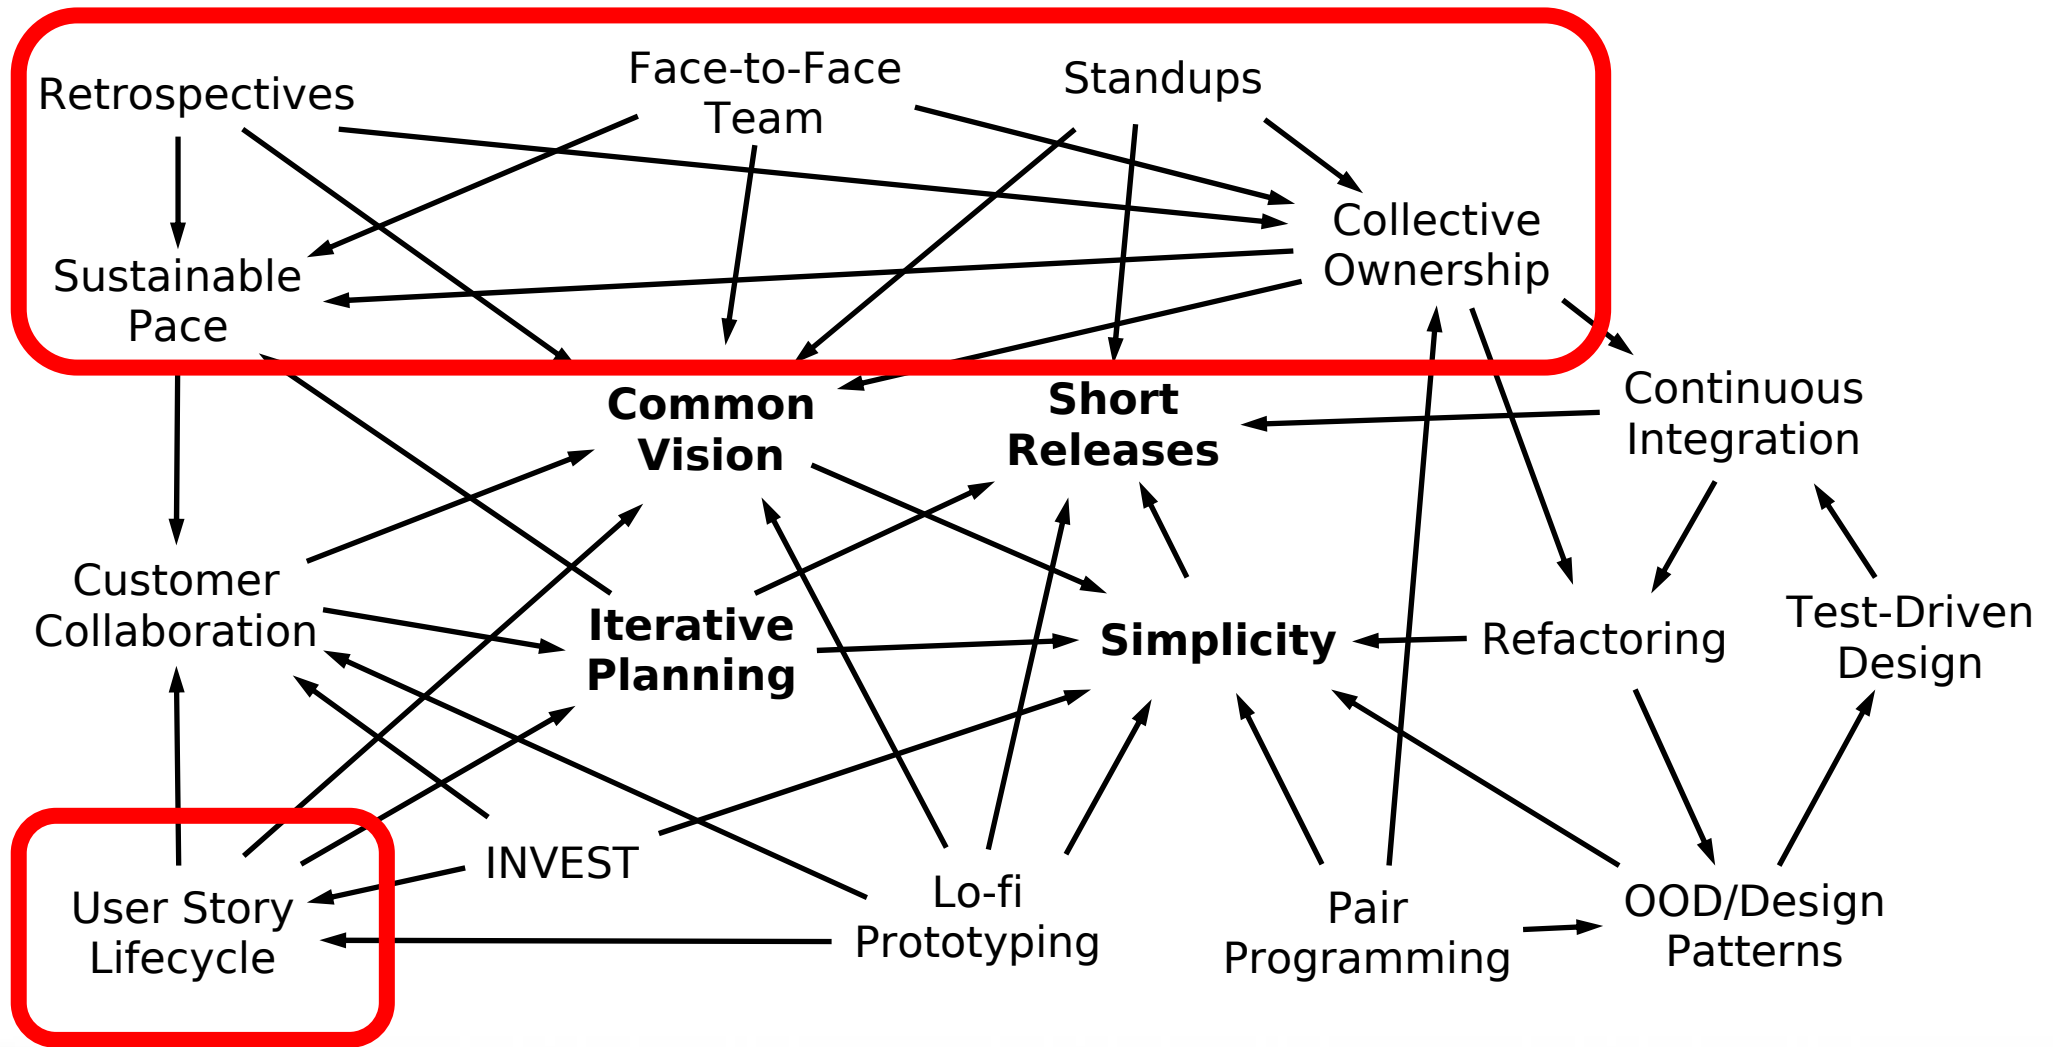 Retrospectives
Face-to-Face
Team
Standups
Collective
Ownership
Sustainable
Pace
Common
Vision
Short
Releases
Continuous
Integration
Customer
Collaboration
Iterative
Planning
Simplicity
Refactoring
Test-Driven
Design
User Story
Lifecycle
INVEST
Lo-fi
Prototyping
Pair
Programming
OOD/Design
Patterns